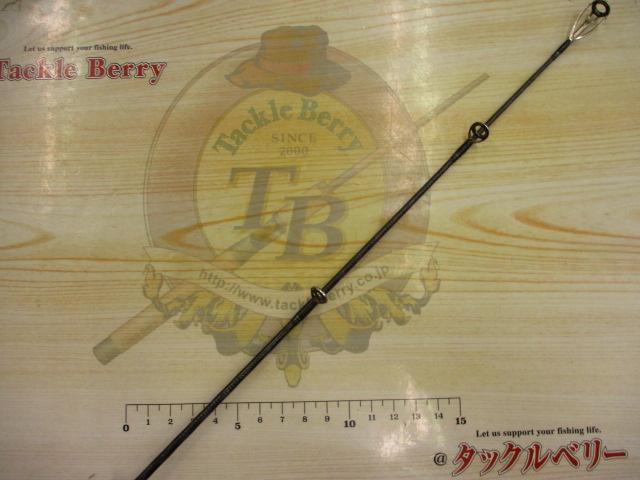 Let us support your fishing life.
Tackle Berry
Tackle Berry
SINCE
2000
T.B
http://www.tackleberry.co.jp
0 1 2 3 4 5 6 7 8 9 10 11 12 13 14 15
Let us support your fishing life.
@タックルベリー